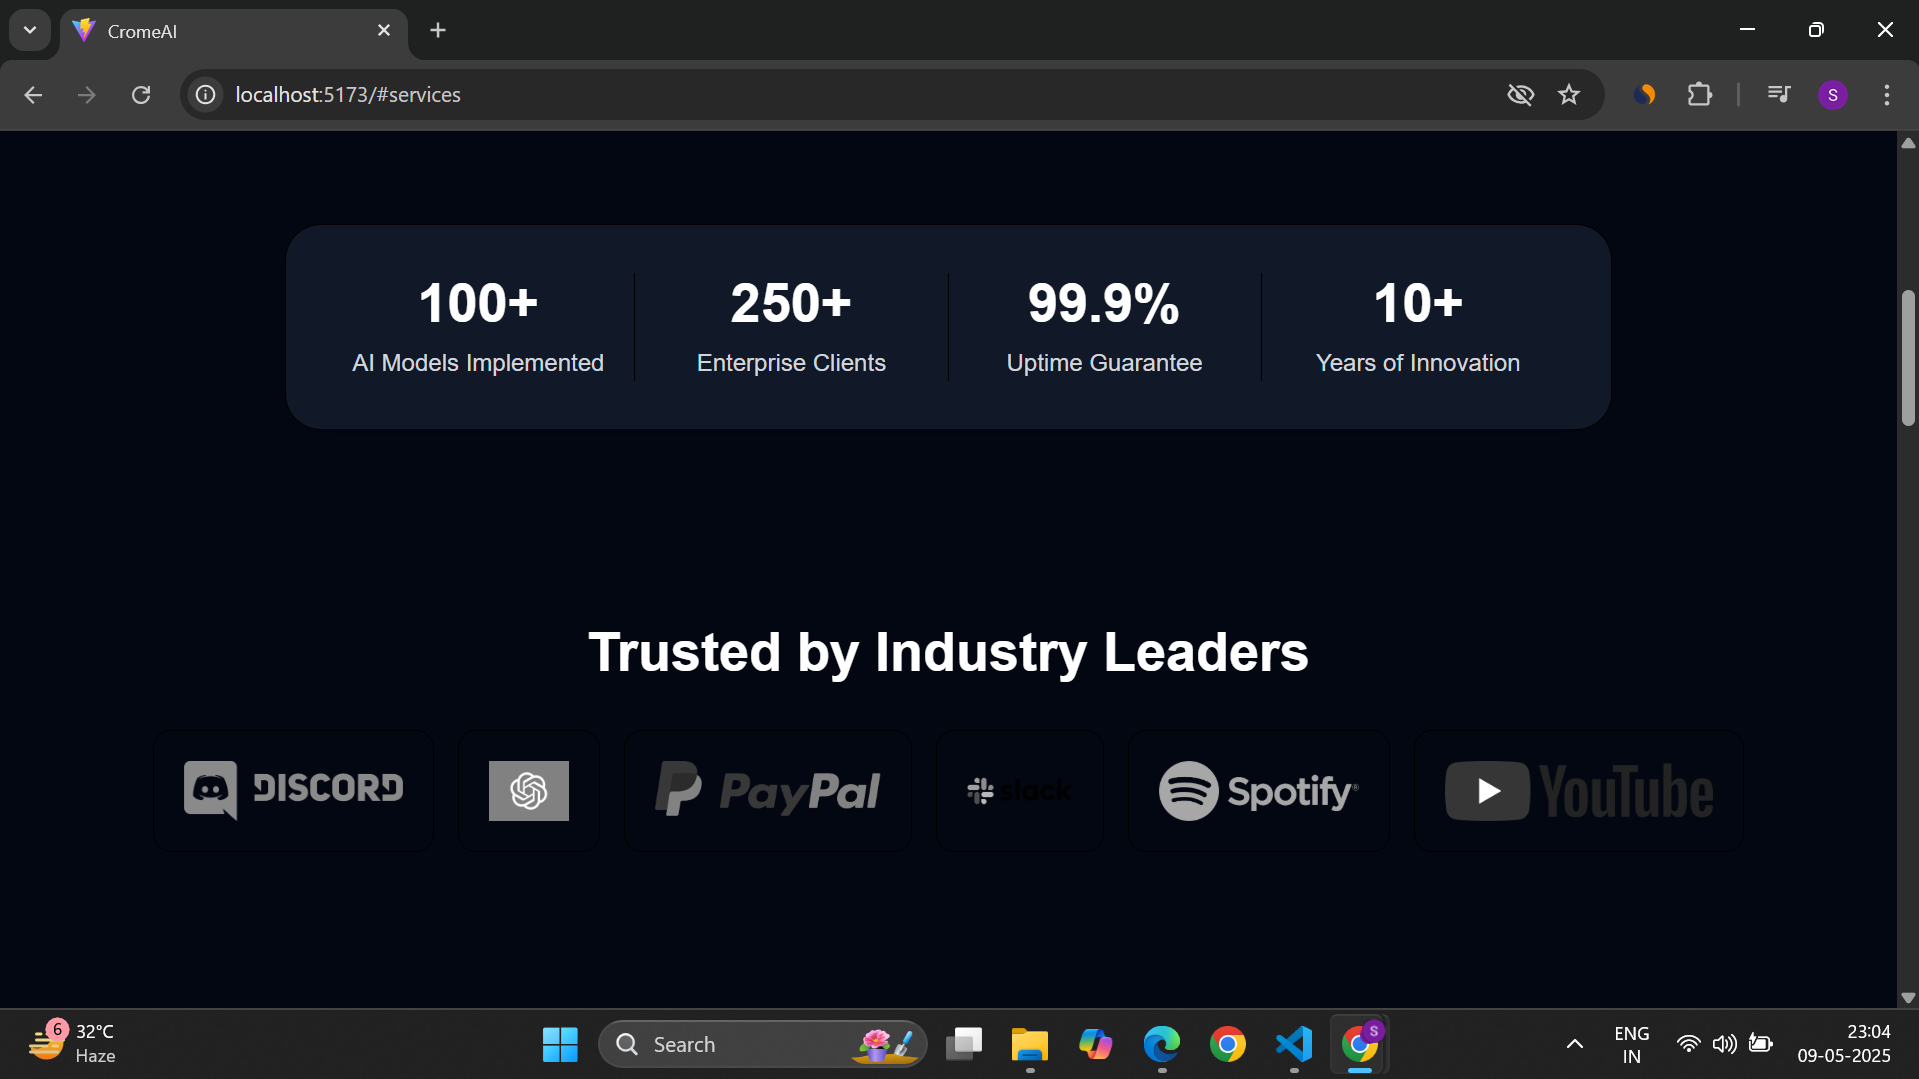 CromeAI
localhost:5173/#services
S
100+
250+
99.9%
10+
AI Models Implemented
Enterprise Clients
Uptime Guarantee
Years of Innovation
Trusted by Industry Leaders
DISCORD
PayPal
slack
Spotify®
YouTube
6
32°C
Haze
Search
S
ENG
IN
23:04
09-05-2025